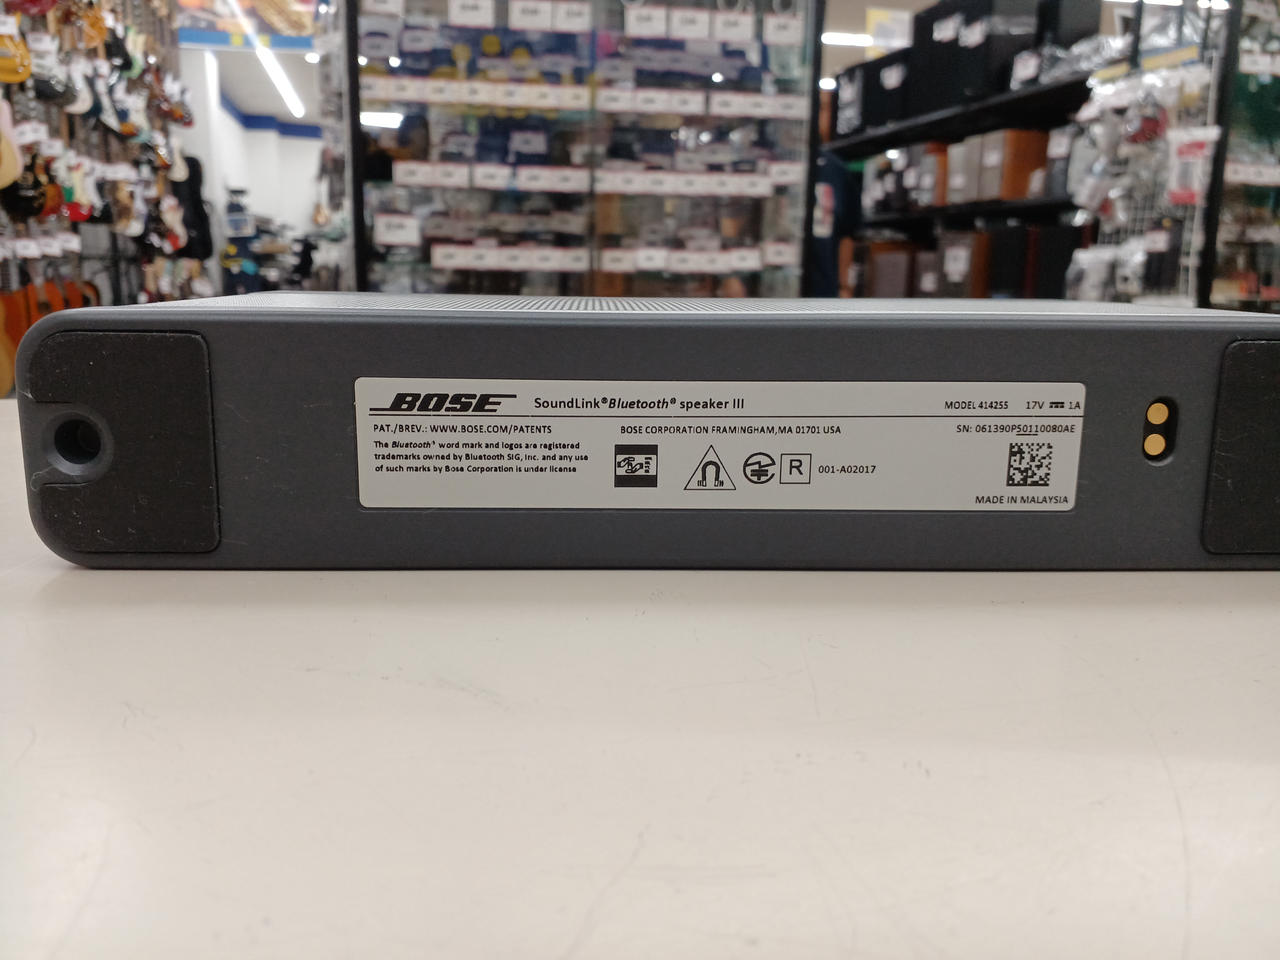 BOSE SoundLink® Bluetooth® speaker III MODEL 414255 17V 1A
PAT./BREV.: WWW.BOSE.COM/PATENTS BOSE CORPORATION FRAMINGHAM,MA 01701 USA SN: 061390P50110080AE
The Bluetooth® word mark and logos are registered
trademarks owned by Bluetooth SIG, Inc. and any use
of such marks by Bose Corporation is under license
R 001-A02017
MADE IN MALAYSIA